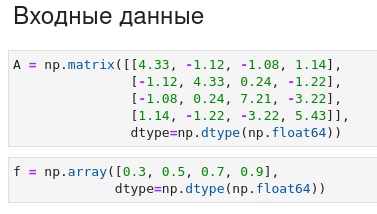 Входные данные
A = np.matrix([[4.33, -1.12, -1.08, 1.14],
[-1.12, 4.33, 0.24, -1.22],
[-1.08, 0.24, 7.21, -3.22],
[1.14, -1.22, -3.22, 5.43]],
dtype=np.dtype(np.float64))
f = np.array([0.3, 0.5, 0.7, 0.9],
dtype=np.dtype(np.float64))